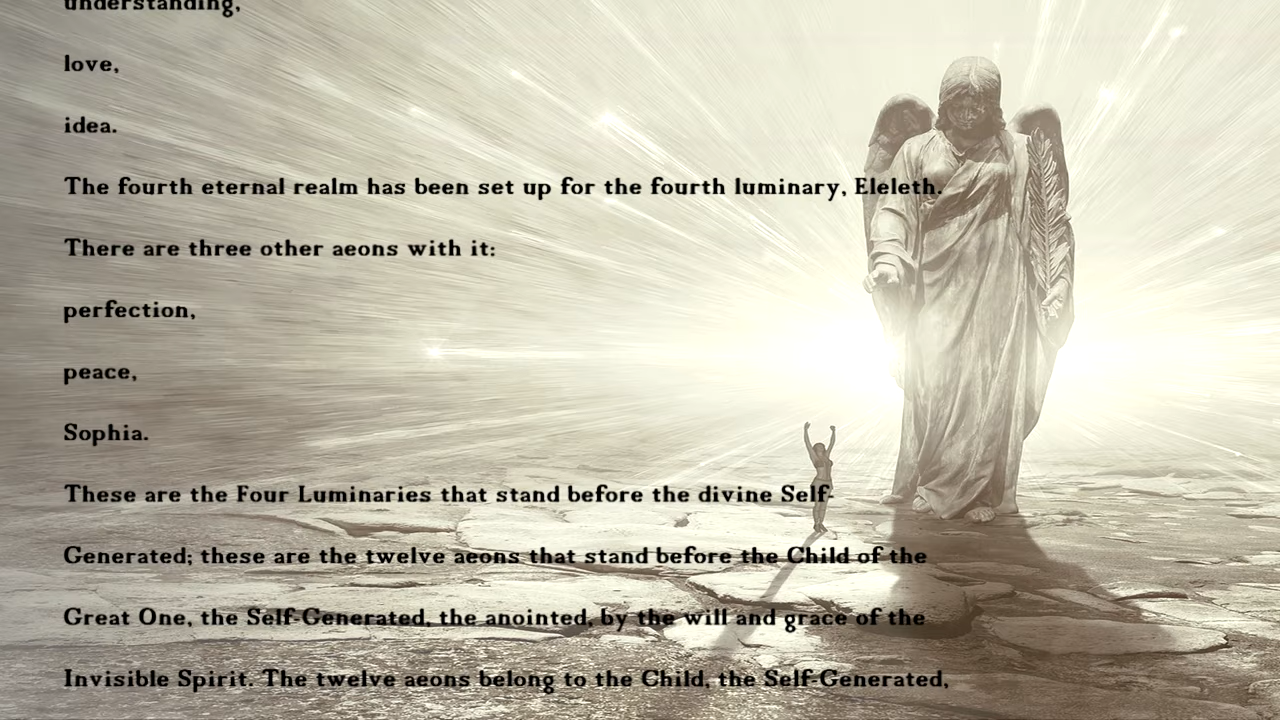 understanding,
love,
idea.
The fourth eternal realm has been set up for the fourth luminary, Eleleth.
There are three other aeons with it:
perfection,
peace,
Sophia.
These are the Four Luminaries that stand before the divine Self-
Generated; these are the twelve aeons that stand before the Child of the
Great One, the Self-Generated, the anointed, by the will and grace of the
Invisible Spirit. The twelve aeons belong to the Child, the Self-Generated,